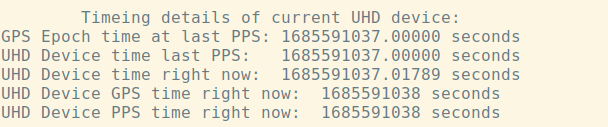 Timeing details of current UHD device:
GPS Epoch time at last PPS: 1685591037.00000 seconds
UHD Device time last PPS:   1685591037.00000 seconds
UHD Device time right now:  1685591037.01789 seconds
UHD Device GPS time right now:  1685591038 seconds
UHD Device PPS time right now:  1685591038 seconds